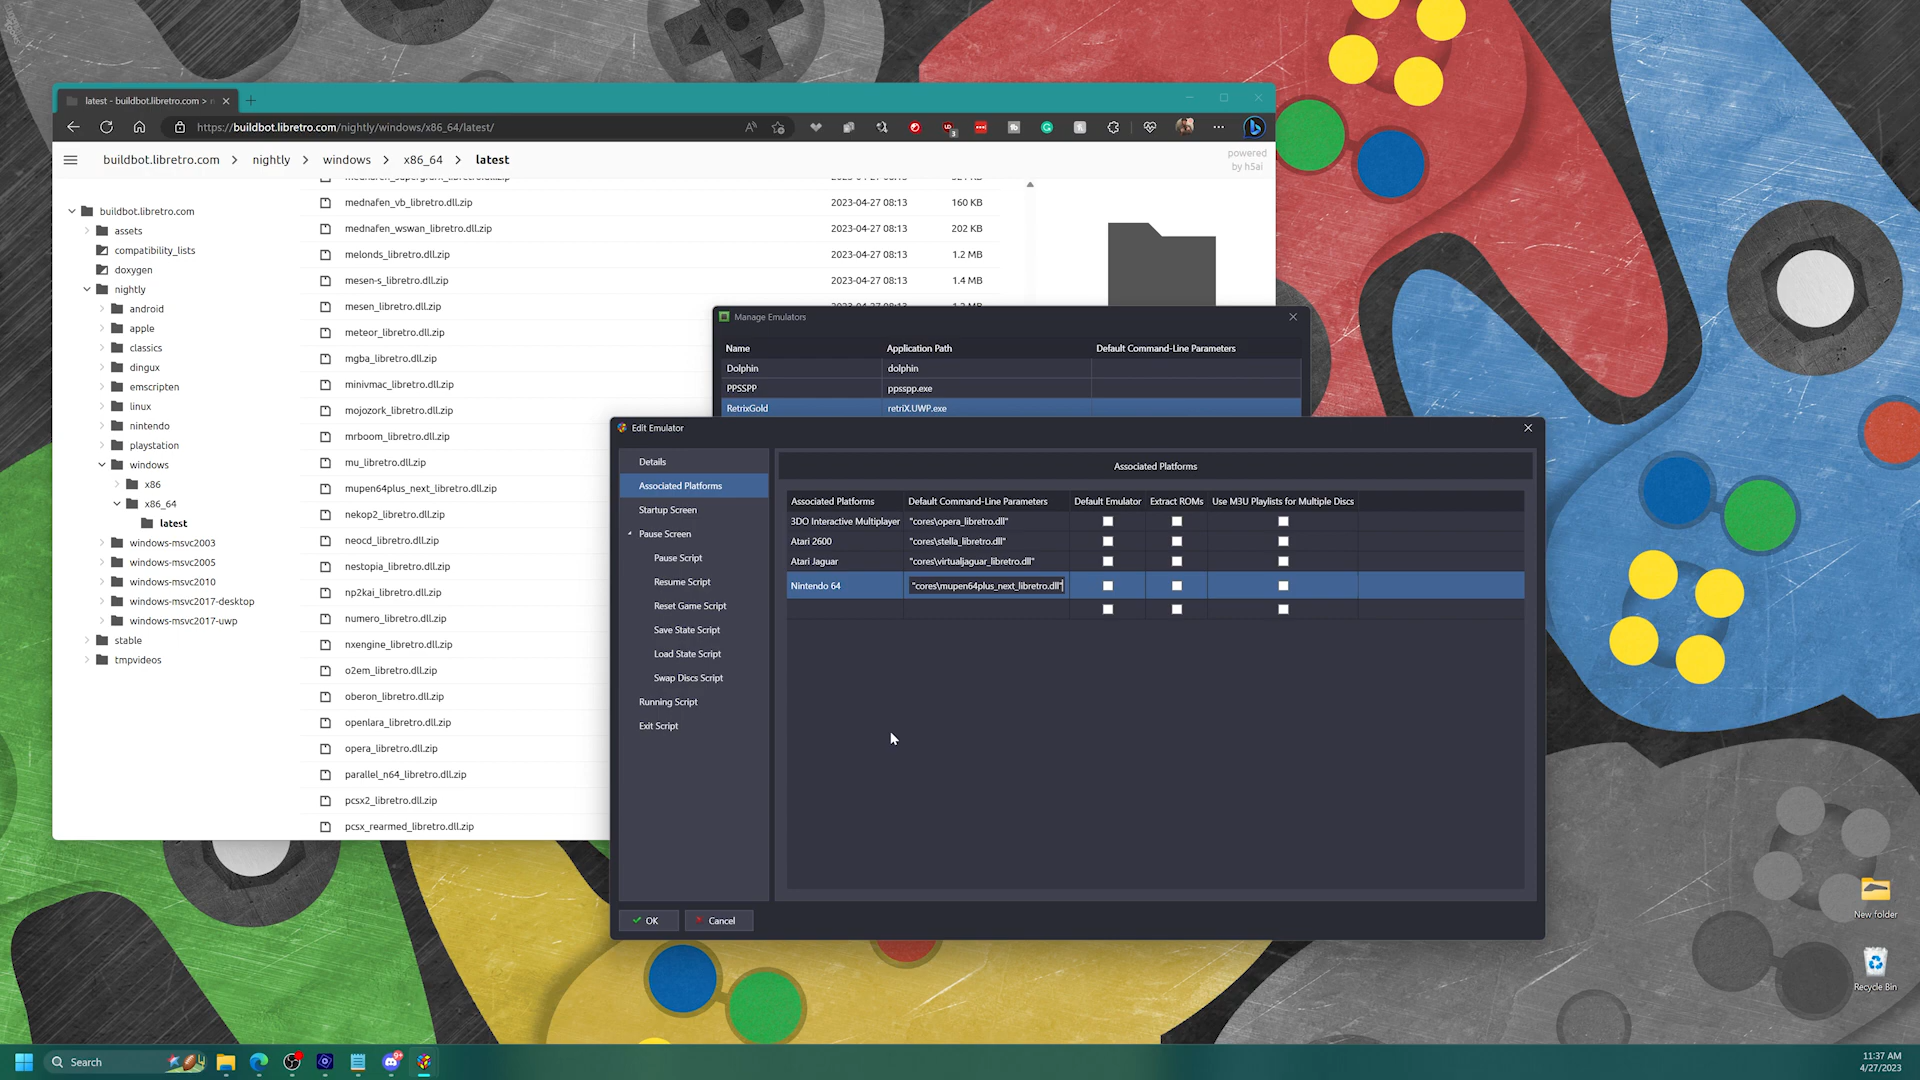 latest - buildbot.libretro.com >
https://buildbot.libretro.com/nightly/windows/x86_64/latest/
buildbot.libretro.com > nightly > windows > x86_64 > latest
powered
by h5ai
buildbot.libretro.com
assets
compatibility_lists
doxygen
nightly
android
apple
classics
dingux
emscripten
linux
nintendo
playstation
windows
x86
x86_64
latest
windows-msvc2003
windows-msvc2005
windows-msvc2010
windows-msvc2017-desktop
windows-msvc2017-uwp
stable
tmpvideos
mednafen_vb_libretro.dll.zip 2023-04-27 08:13 160 KB
mednafen_wswan_libretro.dll.zip 2023-04-27 08:13 202 KB
melonds_libretro.dll.zip 2023-04-27 08:13 1.2 MB
mesen-s_libretro.dll.zip 2023-04-27 08:13 1.4 MB
mesen_libretro.dll.zip
meteor_libretro.dll.zip
mgba_libretro.dll.zip
minivmac_libretro.dll.zip
mojozork_libretro.dll.zip
mrboom_libretro.dll.zip
mu_libretro.dll.zip
mupen64plus_next_libretro.dll.zip
nekop2_libretro.dll.zip
neocd_libretro.dll.zip
nestopia_libretro.dll.zip
np2kai_libretro.dll.zip
numero_libretro.dll.zip
nxengine_libretro.dll.zip
o2em_libretro.dll.zip
oberon_libretro.dll.zip
openlara_libretro.dll.zip
opera_libretro.dll.zip
parallel_n64_libretro.dll.zip
pcsx2_libretro.dll.zip
pcsx_rearmed_libretro.dll.zip
Manage Emulators
Name Application Path Default Command-Line Parameters
Dolphin dolphin
PPSSPP ppsspp.exe
RetrixGold retriX.UWP.exe
Edit Emulator
Details
Associated Platforms
Startup Screen
Pause Screen
Pause Script
Resume Script
Reset Game Script
Save State Script
Load State Script
Swap Discs Script
Running Script
Exit Script
Associated Platforms
Associated Platforms Default Command-Line Parameters Default Emulator Extract ROMs Use M3U Playlists for Multiple Discs
3DO Interactive Multiplayer "cores\opera_libretro.dll"
Atari 2600 "cores\stella_libretro.dll"
Atari Jaguar "cores\virtualjaguar_libretro.dll"
Nintendo 64 "cores\mupen64plus_next_libretro.dll"
OK Cancel
New folder
Recycle Bin
Search
11:37 AM
4/27/2023